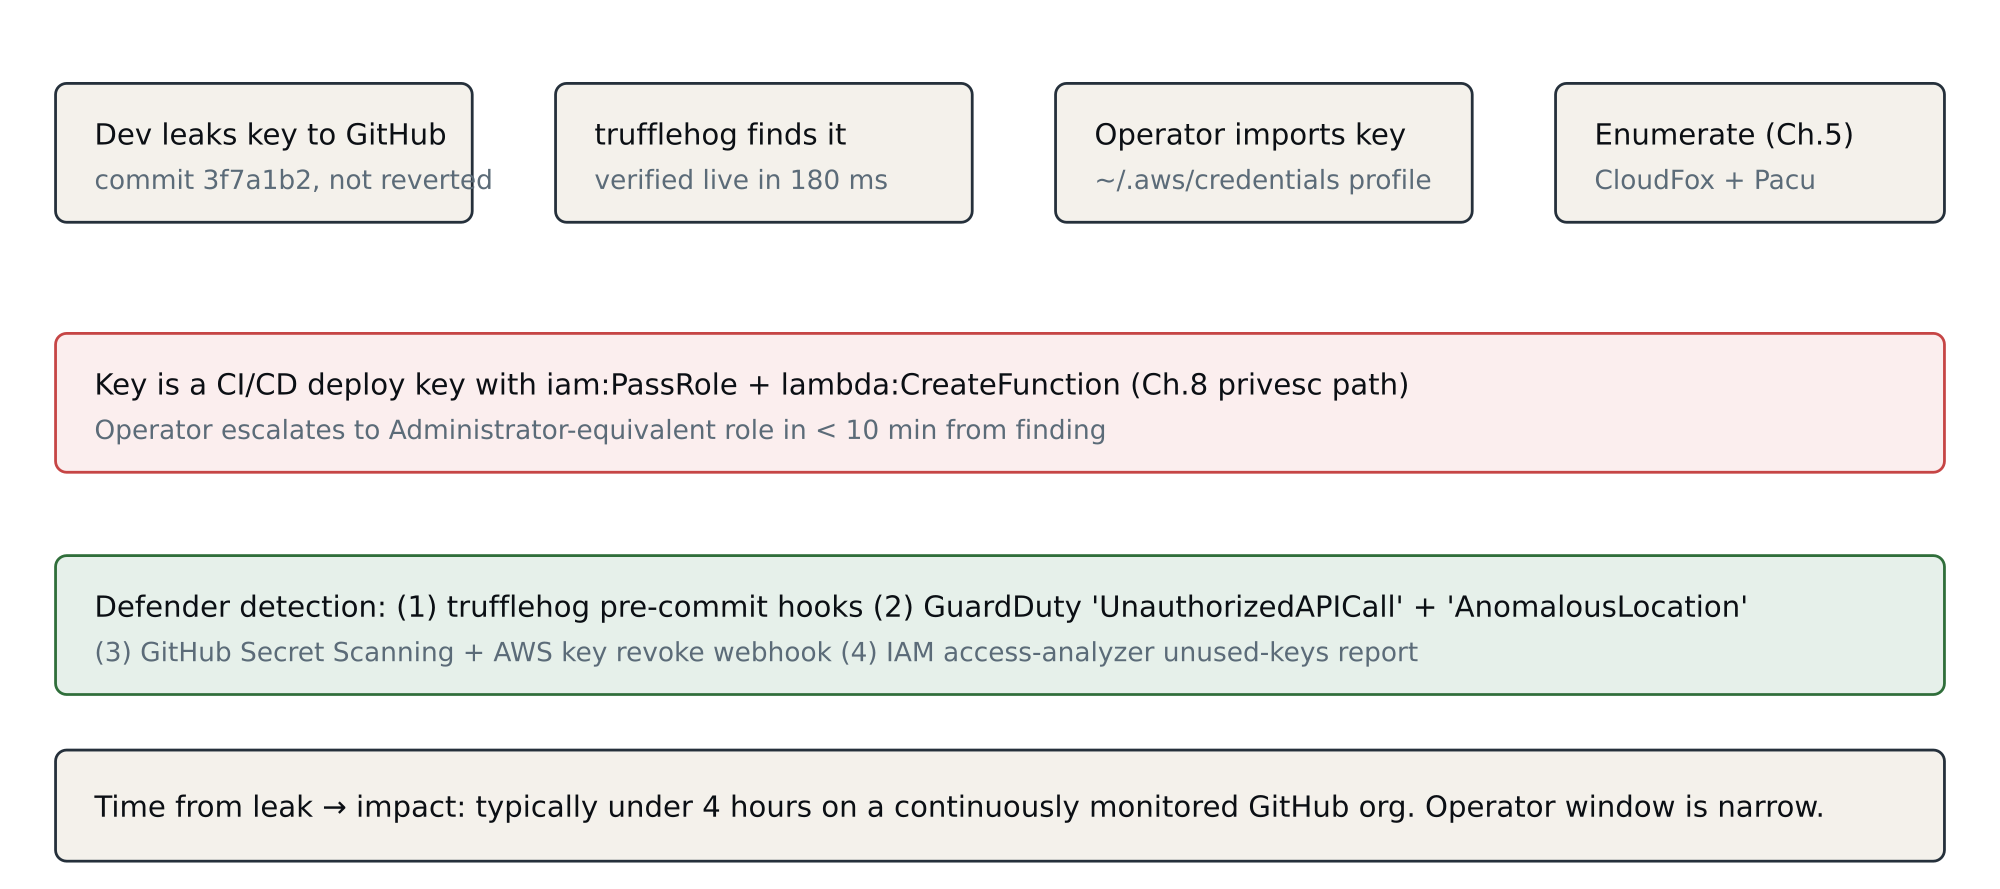 Dev leaks key to GitHub
commit 3f7a1b2, not reverted
trufflehog finds it
verified live in 180 ms
Operator imports key
~/.aws/credentials profile
Enumerate (Ch.5)
CloudFox + Pacu
Key is a CI/CD deploy key with iam:PassRole + lambda:CreateFunction (Ch.8 privesc path)
Operator escalates to Administrator-equivalent role in < 10 min from finding
Defender detection: (1) trufflehog pre-commit hooks (2) GuardDuty 'UnauthorizedAPICall' + 'AnomalousLocation'
(3) GitHub Secret Scanning + AWS key revoke webhook (4) IAM access-analyzer unused-keys report
Time from leak → impact: typically under 4 hours on a continuously monitored GitHub org. Operator window is narrow.